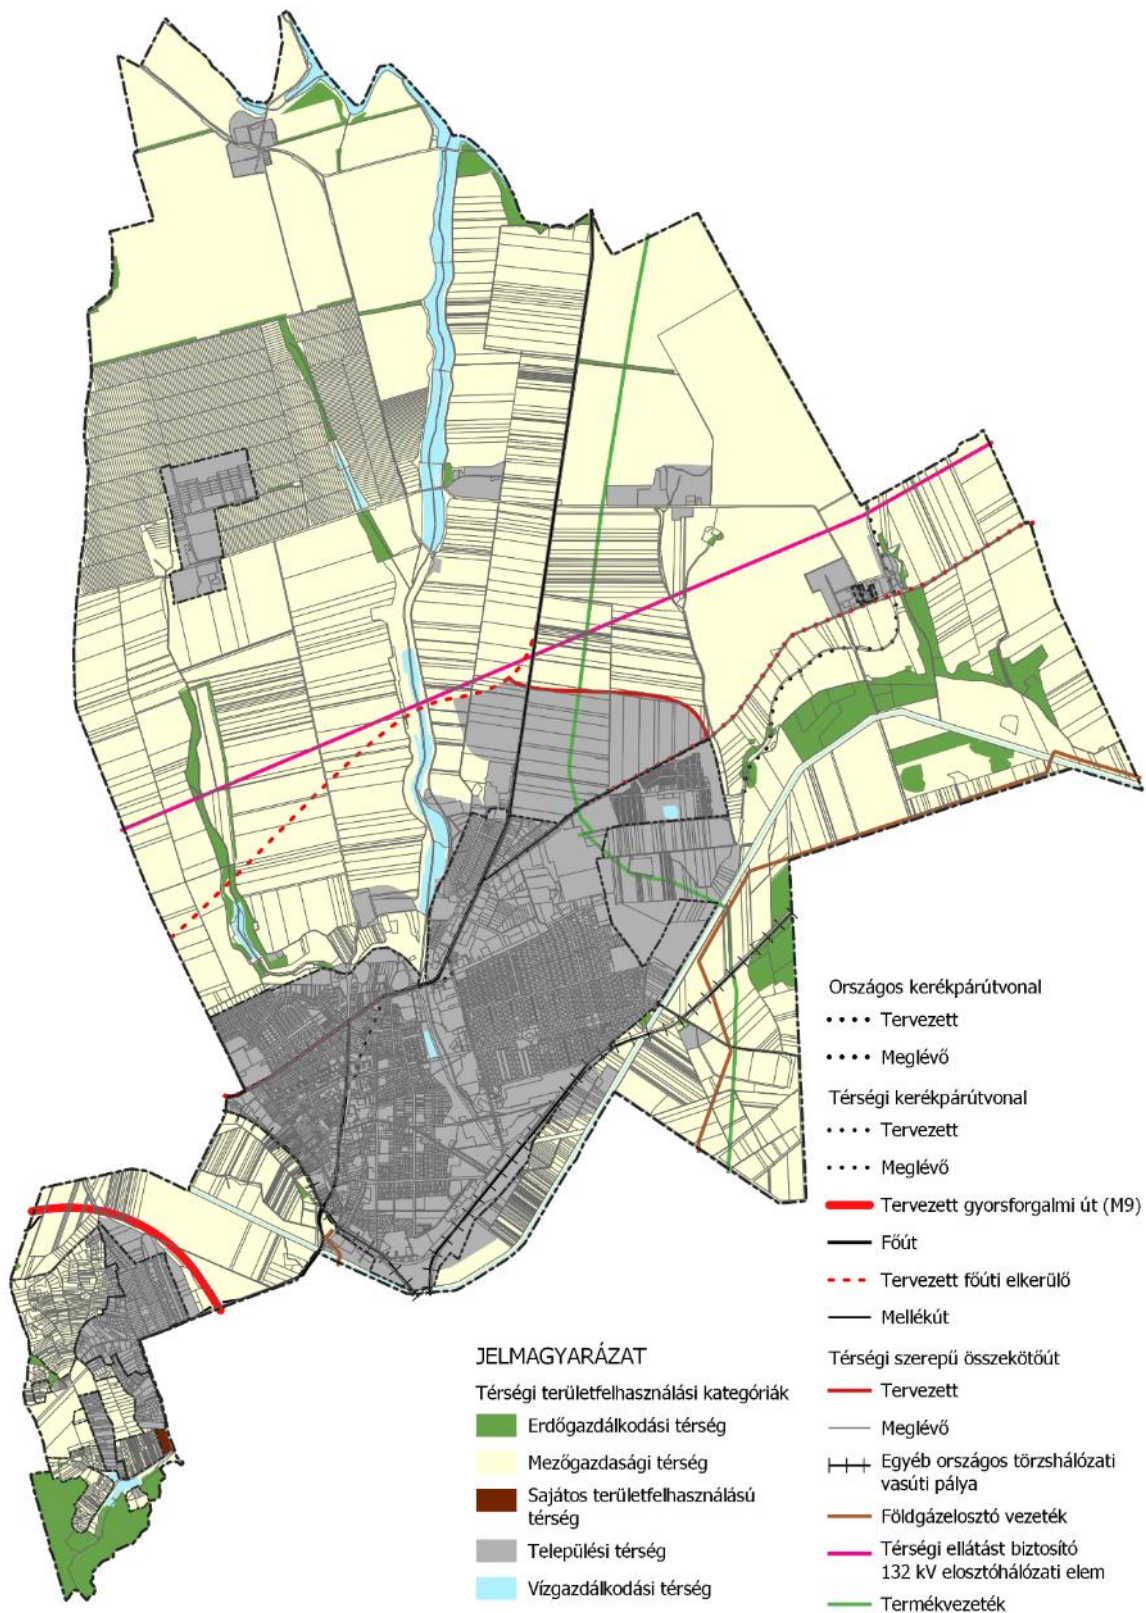 JELMAGYARÁZAT
Térségi területfelhasználási kategóriák
Erdőgazdálkodási térség
Mezőgazdasági térség
Sajátos területfelhasználású
térség
Települési térség
Vízgazdálkodási térség
Országos kerékpárútvonal
Tervezett
Meglévő
Térségi kerékpárútvonal
Tervezett
Meglévő
Tervezett gyorsforgalmi út (M9)
Főút
Tervezett főúti elkerülő
Mellékút
Térségi szerepű összekötőút
Tervezett
Meglévő
Egyéb országos törzshálózati
vasúti pálya
Földgázelosztó vezeték
Térségi ellátást biztosító
132 kV elosztóhálózati elem
Termékvezeték